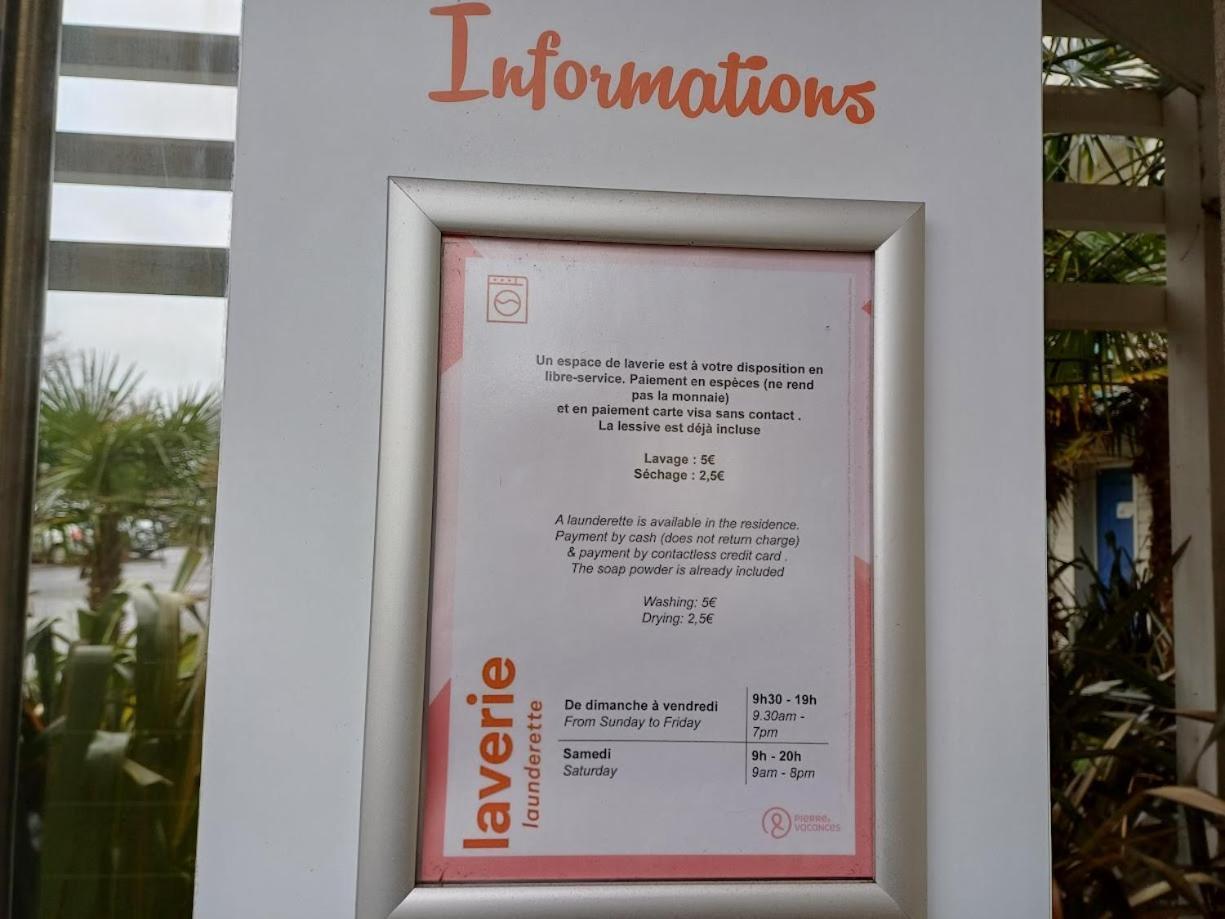 Informations
Un espace de laverie est à votre disposition en
libre-service. Paiement en espèces (ne rend
pas la monnaie)
et en paiement carte visa sans contact .
La lessive est déjà incluse
Lavage : 5€
Séchage : 2,5€
A launderette is available in the residence.
Payment by cash (does not return charge)
& payment by contactless credit card .
The soap powder is already included
Washing: 5€
Drying: 2,5€
laverie
launderette
De dimanche à vendredi
From Sunday to Friday
9h30 - 19h
9.30am -
7pm
Samedi
Saturday
9h - 20h
9am - 8pm
Pierre &
vacances